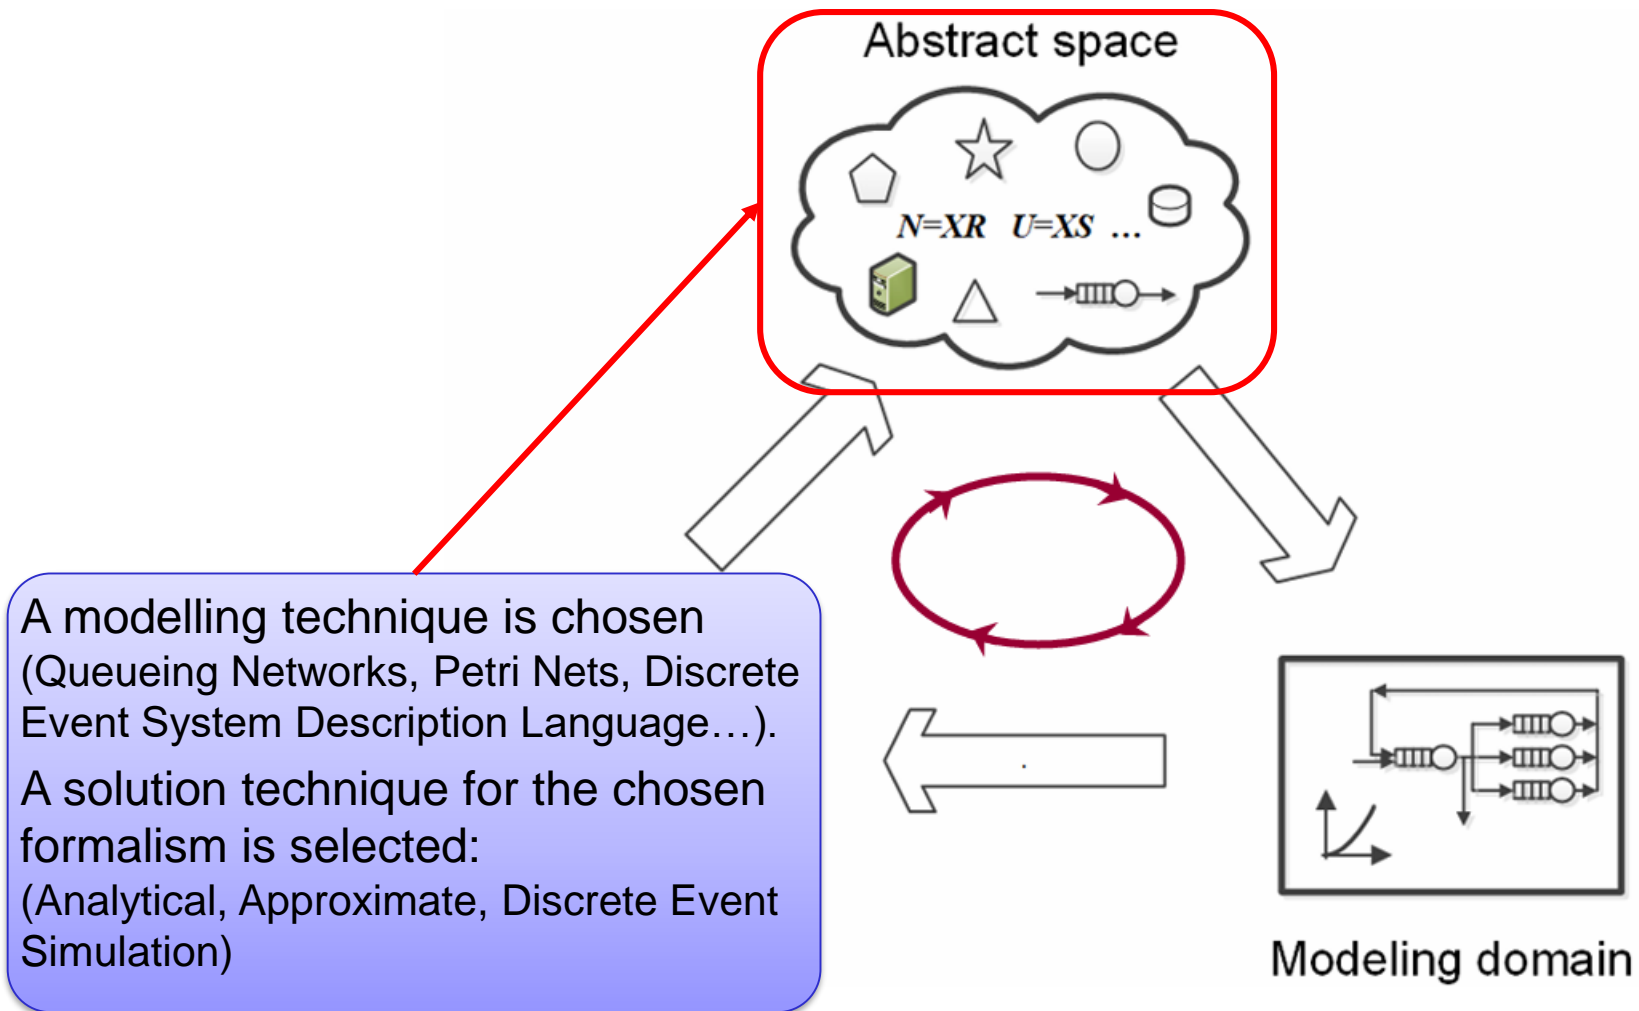 Abstract space
N=XR U=XS ...
A modelling technique is chosen
(Queueing Networks, Petri Nets, Discrete
Event System Description Language…).
A solution technique for the chosen
formalism is selected:
(Analytical, Approximate, Discrete Event
Simulation)
Modeling domain